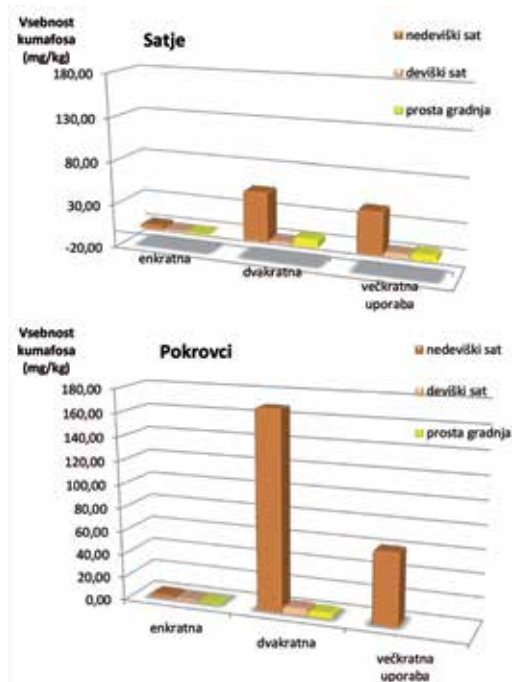 Vsebnost
kumafosa
(mg/kg)
Satje
nedeviški sat
deviški sat
prosta gradnja
180,00
130,00
80,00
30,00
-20,00
enkratna
dvakratna
večkratna
uporaba
Vsebnost
kumafosa
(mg/kg)
Pokrovci
nedeviški sat
deviški sat
prosta gradnja
180,00
160,00
140,00
120,00
100,00
80,00
60,00
40,00
20,00
0,00
enkratna
dvakratna
večkratna
uporaba